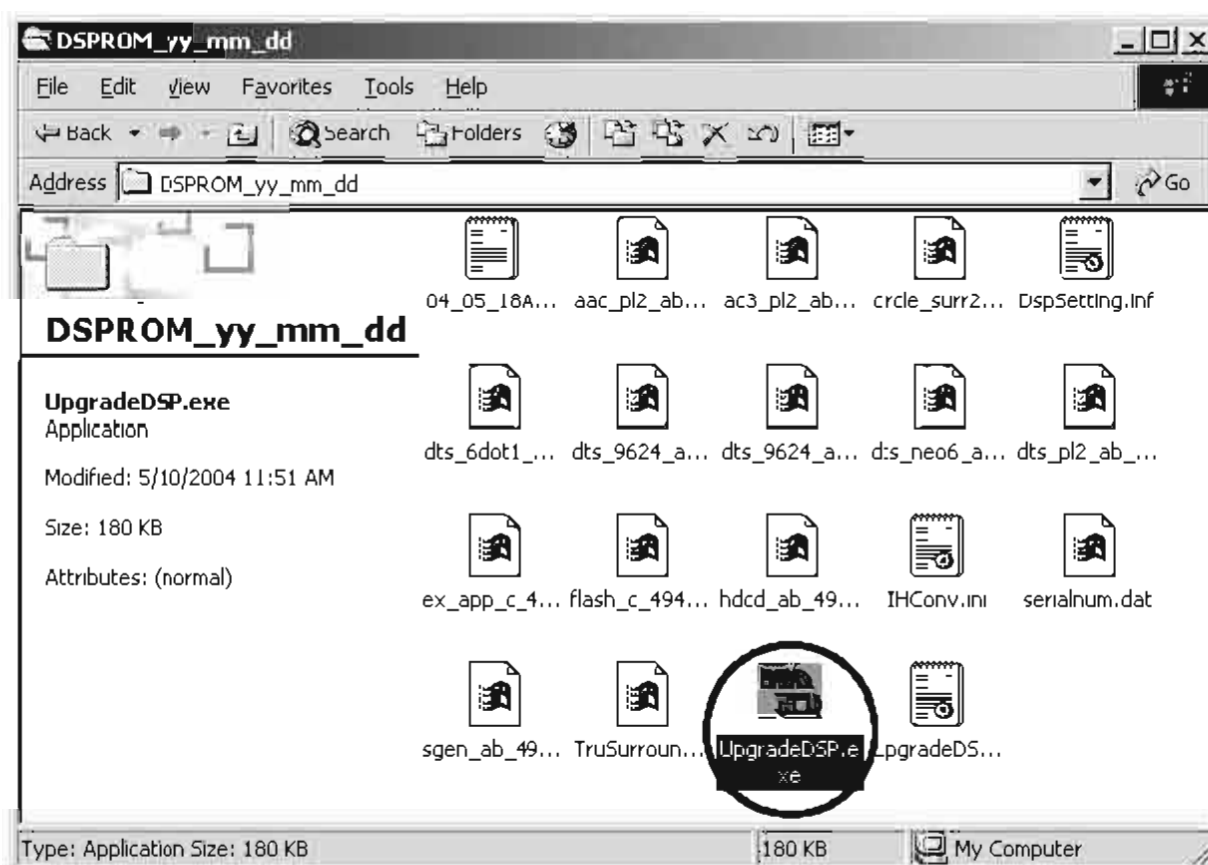 DSPROM_yy_mm_dd
File Edit View Favorites Tools Help
Back Search Folders
Address DSPROM_yy_mm_dd Go
DSPROM_yy_mm_dd
UpgradeDSP.exe
Application
Modified: 5/10/2004 11:51 AM
Size: 180 KB
Attributes: (normal)
04_05_18A... aac_pl2_ab... ac3_pl2_ab... crcle_surr2... DspSetting.inf
dts_6dot1_... dts_9624_a... dts_9624_a... dts_neo6_a... dts_pl2_ab_...
ex_app_c_4... flash_c_494... hdcd_ab_49... IHConv.ini serialnum.dat
sgen_ab_49... TruSurroun... UpgradeDSP.e UpgradeDS...
xe
Type: Application Size: 180 KB 180 KB My Computer